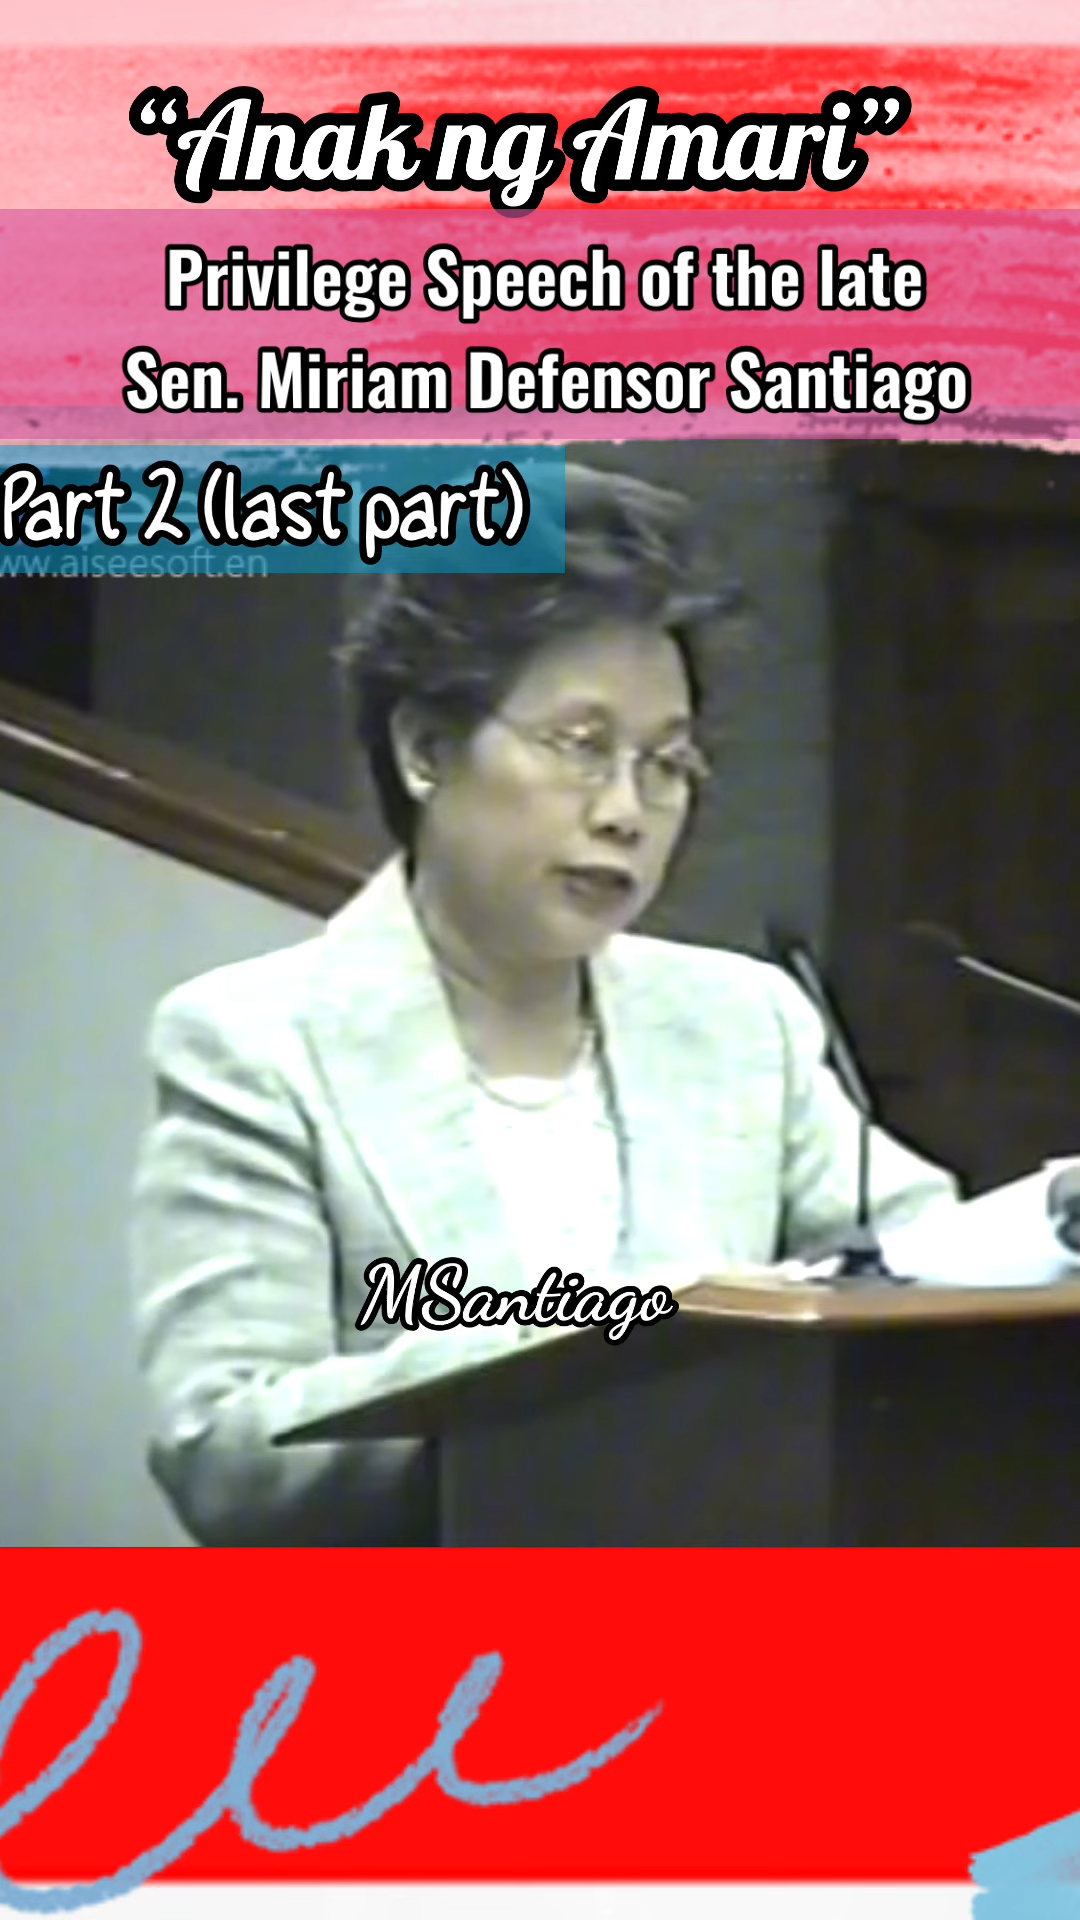 “Anak ng Amari”
Privilege Speech of the late
Sen. Miriam Defensor Santiago
Part 2 (last part)
ww.aiseesoft.en
MSantiago